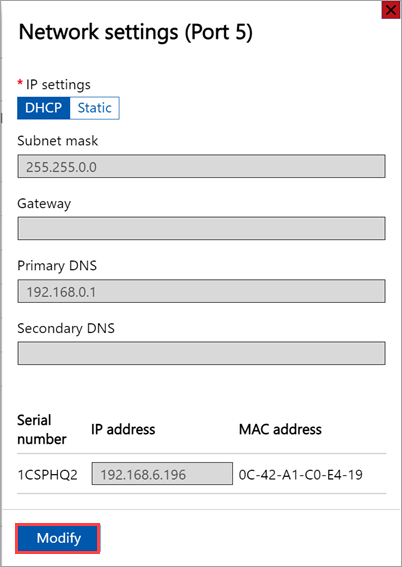 Network settings (Port 5)
* IP settings
DHCP Static
Subnet mask
255.255.0.0
Gateway
Primary DNS
192.168.0.1
Secondary DNS
Serial number IP address MAC address
1CSPHQ2 192.168.6.196 0C-42-A1-C0-E4-19
Modify